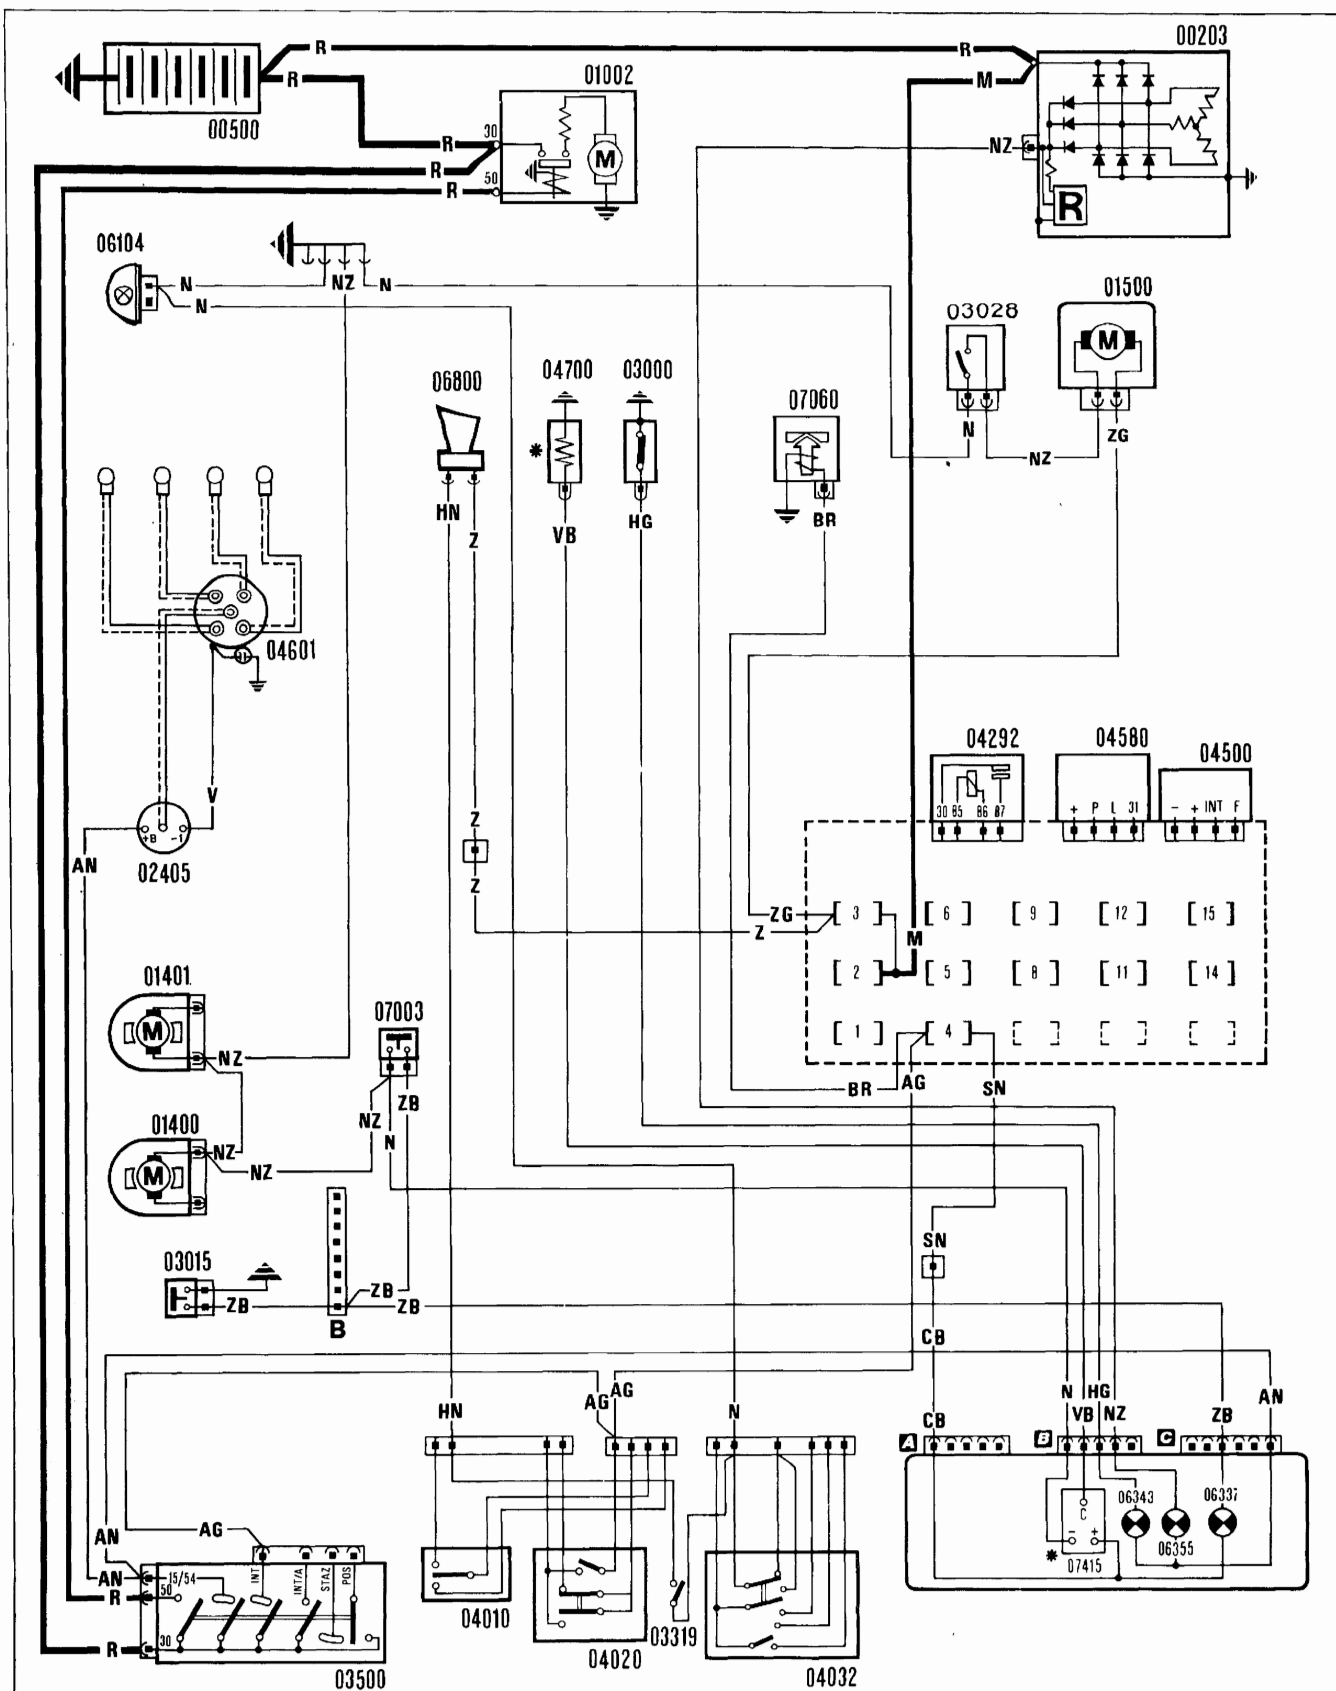 R
R
R
M
00203
01002
00500
30
R
R
50
R
M
NZ
R
06104
N
NZ
N
N
03028
01500
M
06800
04700
03000
07060
N
NZ
ZG
*
HN
Z
VB
HG
BR
04601
V
Z
Z
+B
-1
02405
AN
04292
04580
04500
30 85 86 87
+ P L 31
- + INT F
ZG
Z
3
6
9
12
15
M
2
5
8
11
14
1
4
01401
M
NZ
07003
BR
AG
SN
ZB
NZ
N
01400
M
NZ
NZ
03015
ZB
ZB
ZB
B
SN
CB
AG
AG
HN
N
CB
N
HG
VB
NZ
ZB
AN
A
B
C
06343
06337
C
-
+
06355
*
07415
AN
AG
AN
15/54
INT
INT/A
STAZ
POS
R
50
R
30
03500
04010
04020
03319
04032